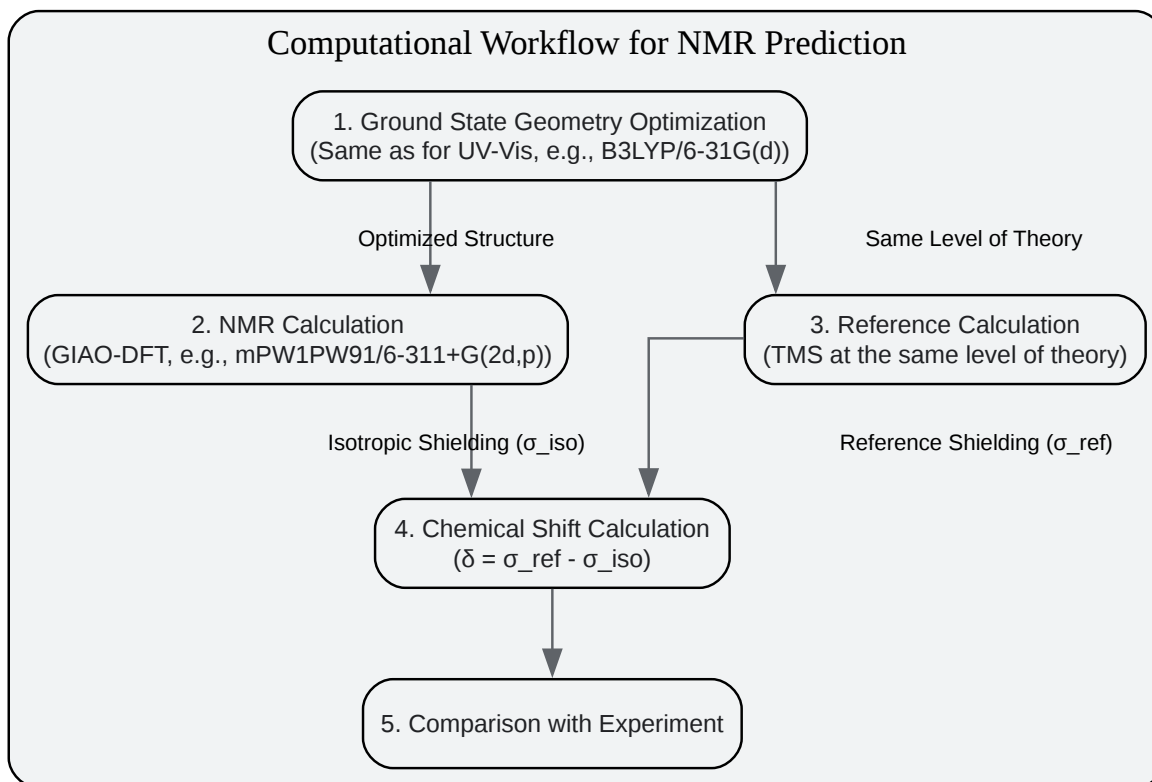 Computational Workflow for NMR Prediction
1. Ground State Geometry Optimization
(Same as for UV-Vis, e.g., B3LYP/6-31G(d))
Optimized Structure
Same Level of Theory
2. NMR Calculation
(GIAO-DFT, e.g., mPW1PW91/6-311+G(2d,p))
3. Reference Calculation
(TMS at the same level of theory)
Isotropic Shielding (σ_iso)
Reference Shielding (σ_ref)
4. Chemical Shift Calculation
(δ = σ_ref - σ_iso)
5. Comparison with Experiment